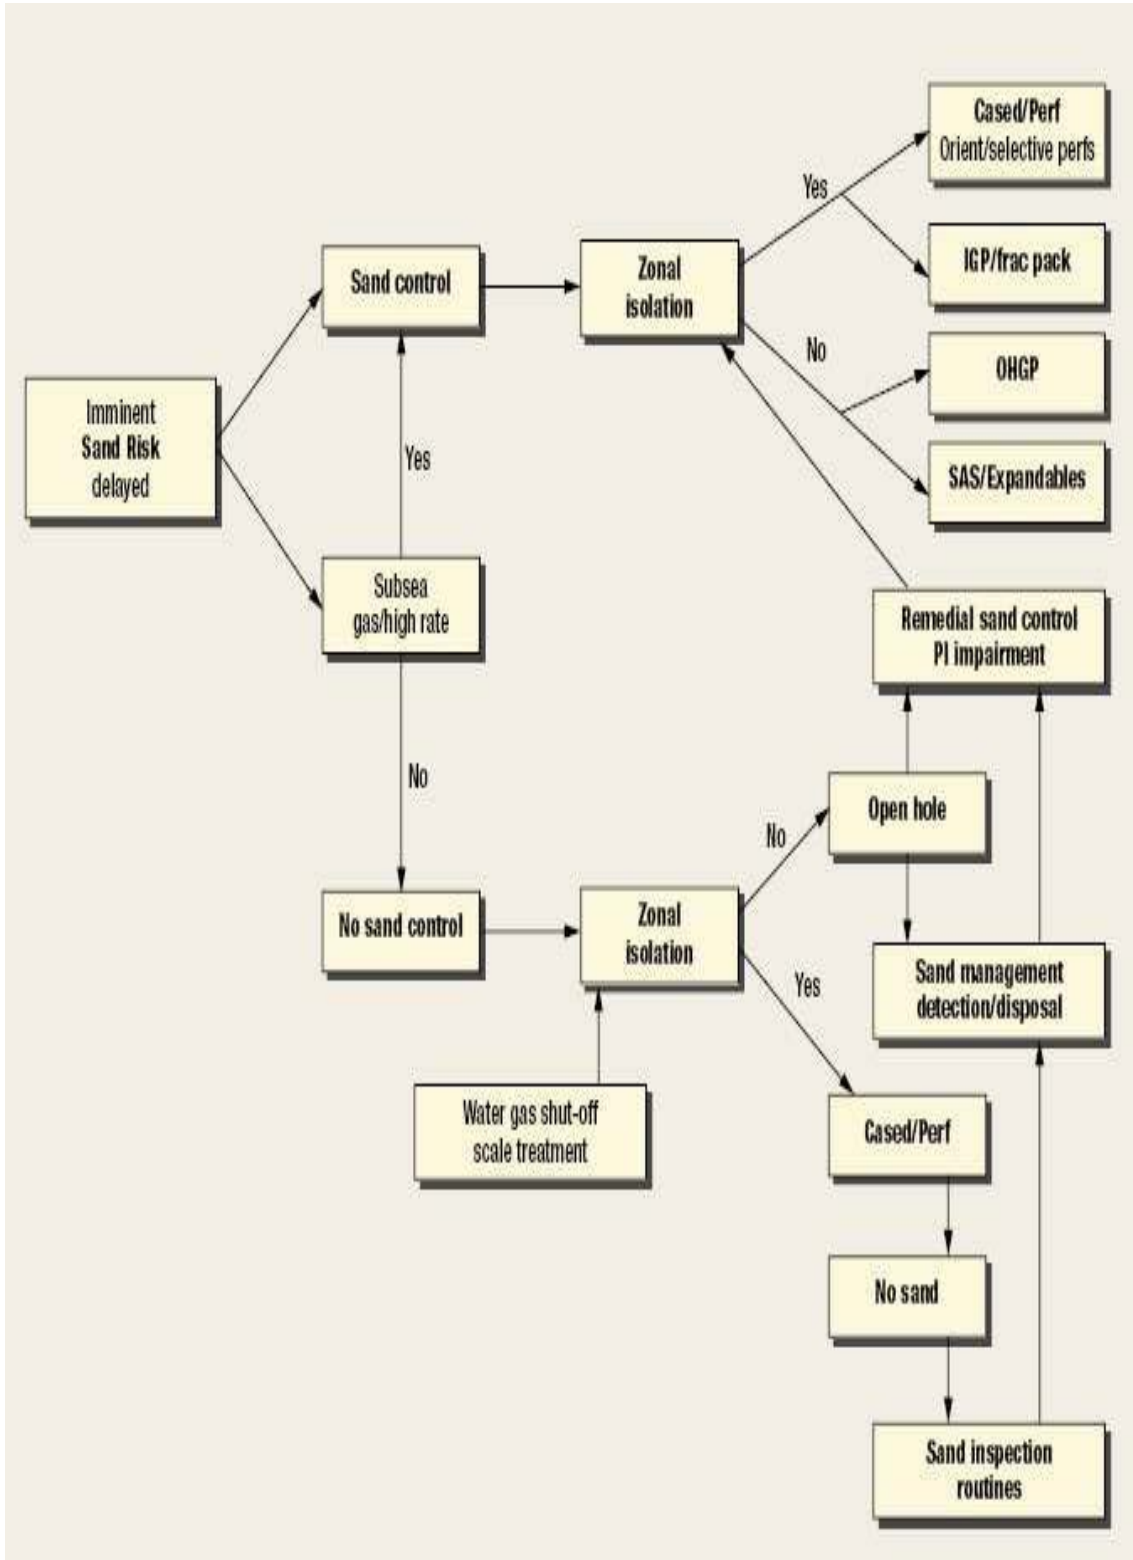 Cased/Perf
Orient/selective perfs
Yes
IGP/frac pack
Sand control
Zonal
isolation
No
OHGP
Imminent
Sand Risk
delayed
Yes
SAS/Expandables
Subsea
gas/high rate
Remedial sand control
PI impairment
No
Open hole
No
No sand control
Zonal
isolation
Yes
Sand management
detection/disposal
Water gas shut-off
scale treatment
Cased/Perf
No sand
Sand inspection
routines